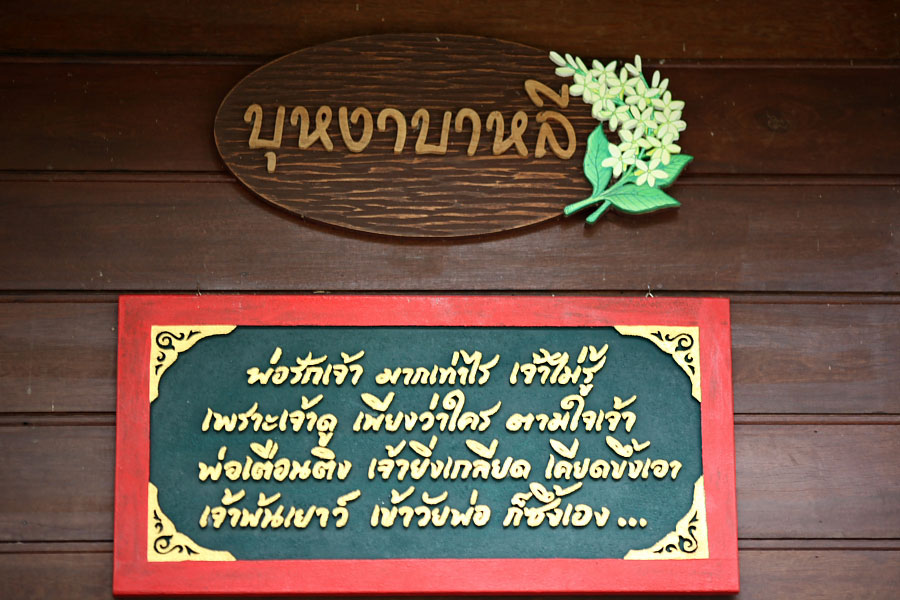 บุหงาบาหลี
พ่อรักเจ้า มากเท่าไร เจ้าไม่รู้
เพราะเจ้าดู เพียงว่าใคร ตามใจเจ้า
พ่อเตือนติง เจ้ายิ่งเกลียด เคียดขึ้งเอา
เจ้าพ้นเยาว์ เข้าวัยพ่อ ก็ซึ้งเอง...